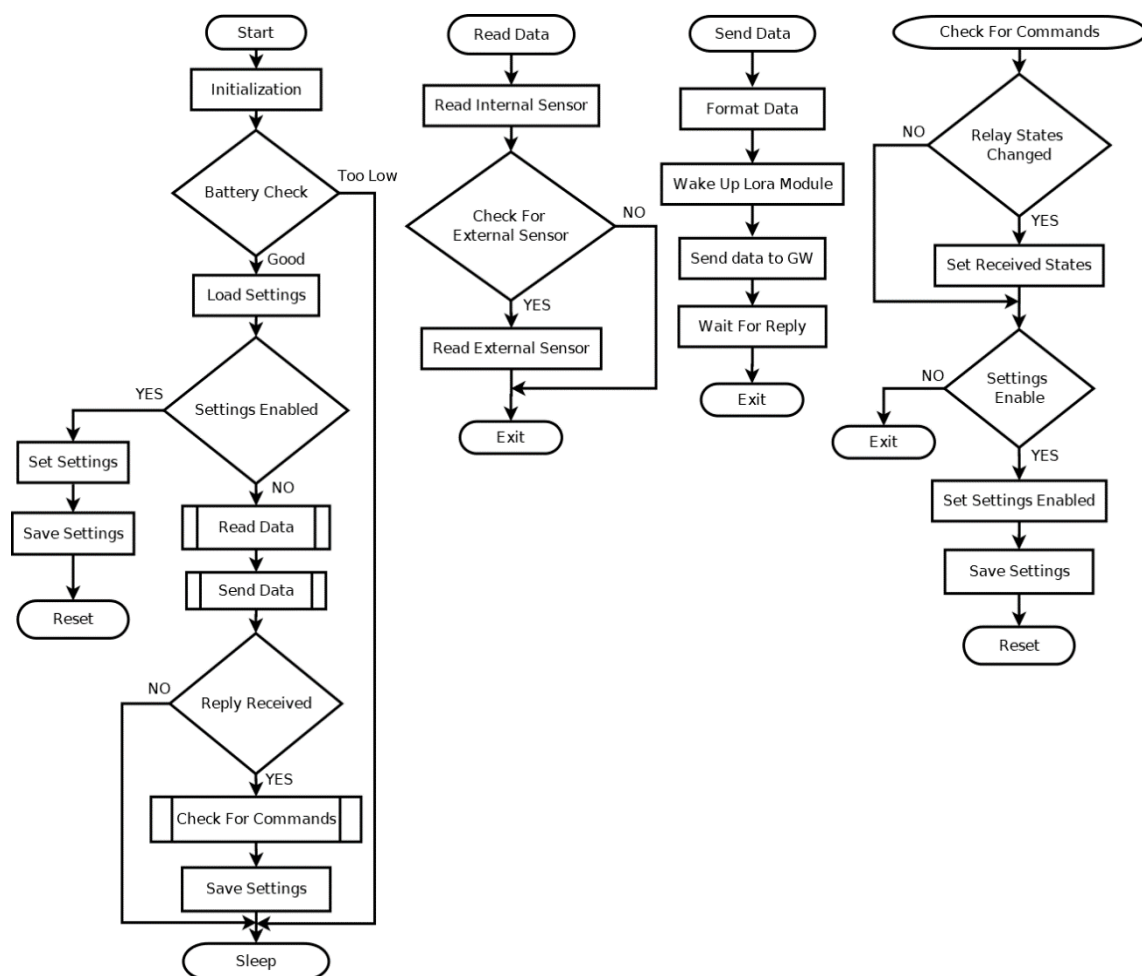 Start
Initialization
Battery Check
Too Low
Good
Load Settings
YES
Settings Enabled
Set Settings
NO
Save Settings
Read Data
Reset
Send Data
NO
Reply Received
YES
Check For Commands
Save Settings
Sleep
Read Data
Read Internal Sensor
Check For
External Sensor
NO
YES
Read External Sensor
Exit
Send Data
Format Data
Wake Up Lora Module
Send data to GW
Wait For Reply
Exit
Check For Commands
NO
Relay States
Changed
YES
Set Received States
NO
Settings
Enable
Exit
YES
Set Settings Enabled
Save Settings
Reset